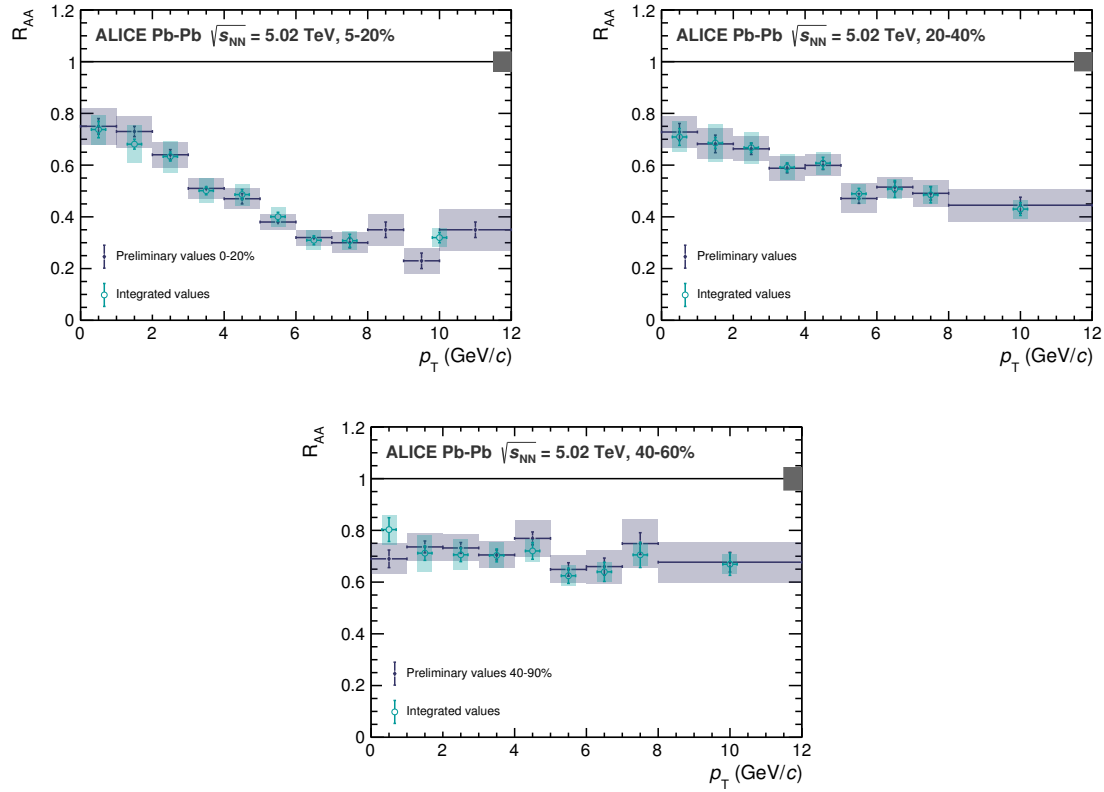 R_AA
ALICE Pb-Pb √s_NN = 5.02 TeV, 5-20%
1.2
1
0.8
0.6
0.4
0.2
0
Preliminary values 0-20%
Integrated values
0 2 4 6 8 10 12
p_T (GeV/c)
R_AA
ALICE Pb-Pb √s_NN = 5.02 TeV, 20-40%
1.2
1
0.8
0.6
0.4
0.2
0
Preliminary values
Integrated values
0 2 4 6 8 10 12
p_T (GeV/c)
R_AA
ALICE Pb-Pb √s_NN = 5.02 TeV, 40-60%
1.2
1
0.8
0.6
0.4
0.2
0
Preliminary values 40-90%
Integrated values
0 2 4 6 8 10 12
p_T (GeV/c)